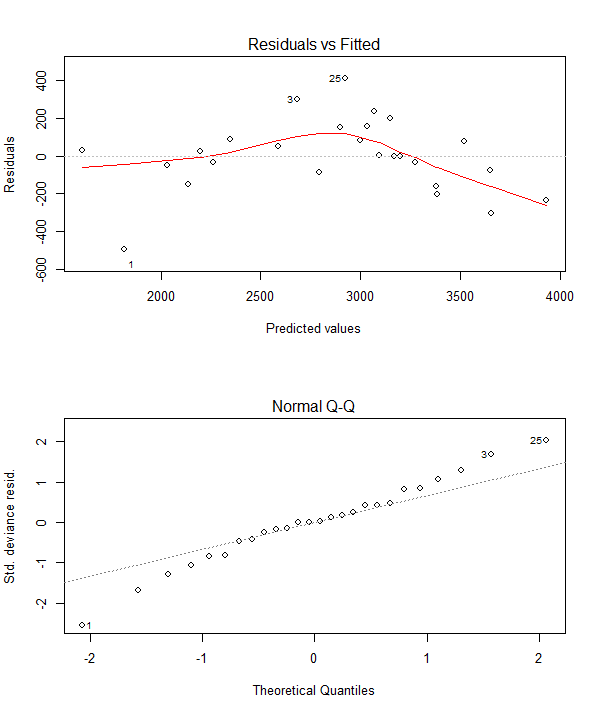 Residuals vs Fitted
Residuals
400
200
0
-200
-400
-600
25
3
1
2000 2500 3000 3500 4000
Predicted values
Normal Q-Q
Std. deviance resid.
2
1
0
-1
-2
25
3
1
-2 -1 0 1 2
Theoretical Quantiles